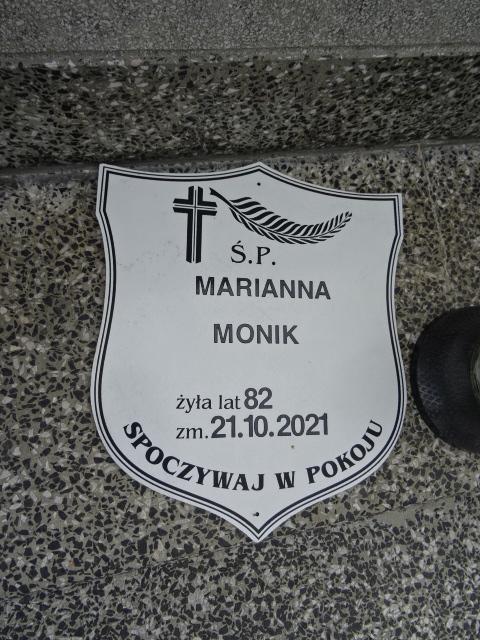 Ś.P.
MARIANNA
MONIK
żyła lat 82
zm. 21.10.2021
SPOCZYWAJ W POKOJU